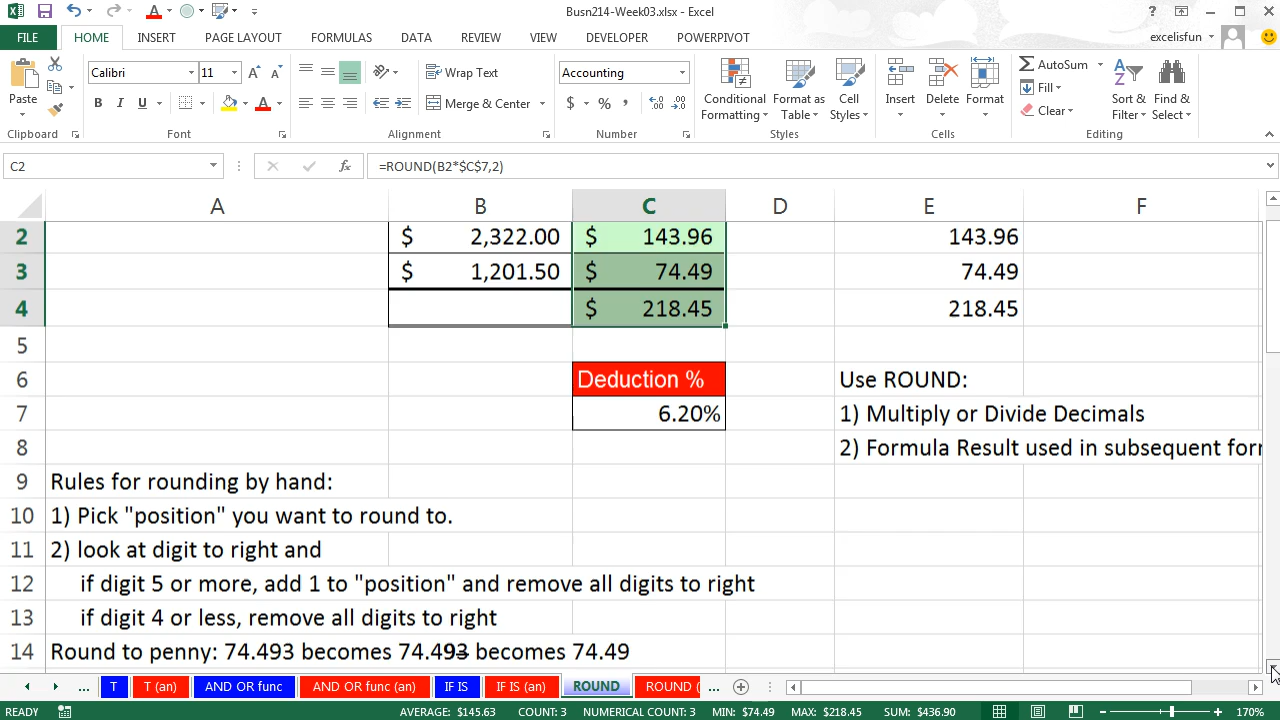 Busn214-Week03.xlsx - Excel
FILE HOME INSERT PAGE LAYOUT FORMULAS DATA REVIEW VIEW DEVELOPER POWERPIVOT excelisfun
Paste
Calibri 11
B I U
Wrap Text
Merge & Center
Accounting
$ % ,
Conditional Formatting
Format as Table
Cell Styles
Insert Delete Format
AutoSum
Fill
Clear
Sort & Filter
Find & Select
Clipboard Font Alignment Number Styles Cells Editing
C2 fx =ROUND(B2*$C$7,2)
A B C D E F
2 $ 2,322.00 $ 143.96 143.96
3 $ 1,201.50 $ 74.49 74.49
4 $ 218.45 218.45
5
6 Deduction % Use ROUND:
7 6.20% 1) Multiply or Divide Decimals
8 2) Formula Result used in subsequent forr
9 Rules for rounding by hand:
10 1) Pick "position" you want to round to.
11 2) look at digit to right and
12 if digit 5 or more, add 1 to "position" and remove all digits to right
13 if digit 4 or less, remove all digits to right
14 Round to penny: 74.493 becomes 74.493 becomes 74.49
... T T (an) AND OR func AND OR func (an) IF IS IF IS (an) ROUND ROUND ( ...
READY AVERAGE: $145.63 COUNT: 3 NUMERICAL COUNT: 3 MIN: $74.49 MAX: $218.45 SUM: $436.90 170%